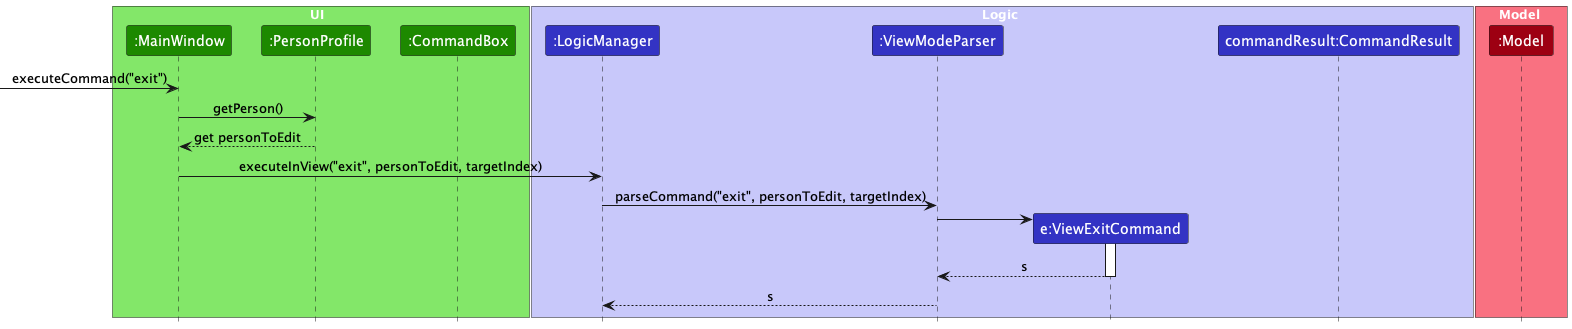 UI
Logic
Model
:MainWindow
:PersonProfile
:CommandBox
:LogicManager
:ViewModeParser
commandResult:CommandResult
:Model
executeCommand("exit")
getPerson()
get personToEdit
executeInView("exit", personToEdit, targetIndex)
parseCommand("exit", personToEdit, targetIndex)
e:ViewExitCommand
s
s